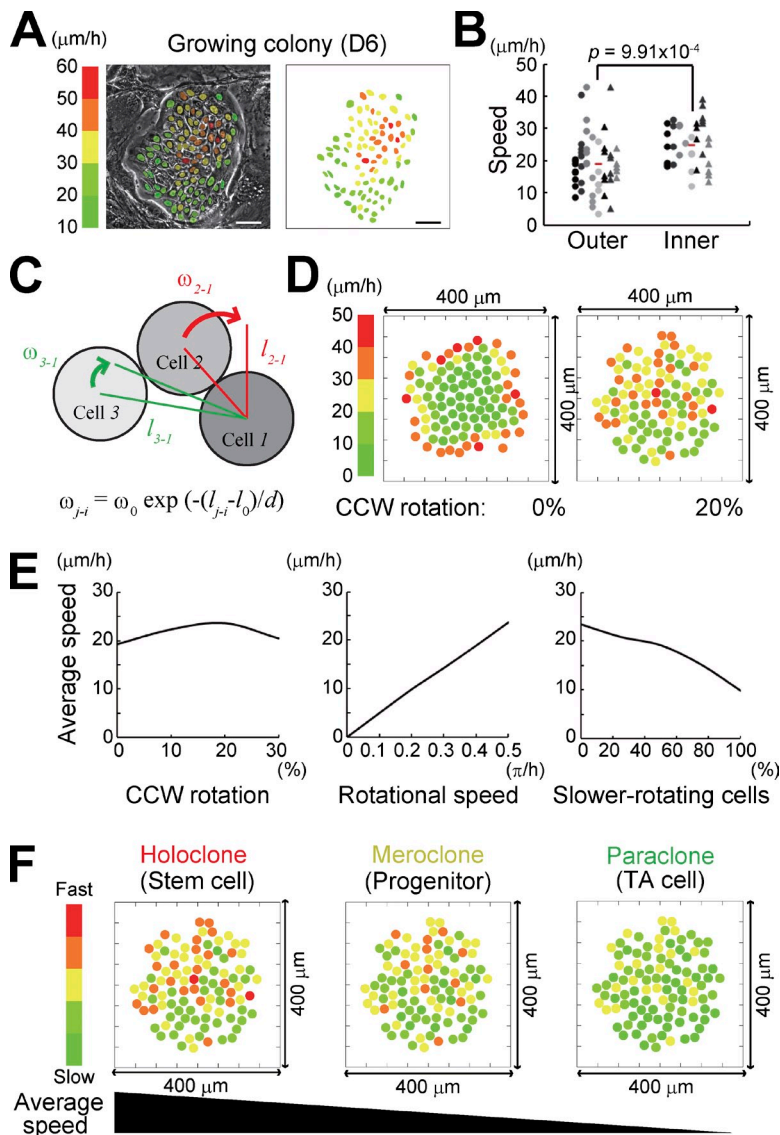 A
(μm/h)
Growing colony (D6)
60
50
40
30
20
10
B
(μm/h)
p = 9.91x10-4
Speed
50
40
30
20
10
0
Outer
Inner
C
ω2-1
ω3-1
l2-1
l3-1
Cell 2
Cell 3
Cell 1
ωj-i = ω0 exp (-(lj-i-l0)/d)
D
(μm/h)
400 μm
400 μm
50
40
30
20
10
0
400 μm
400 μm
CCW rotation: 0% 20%
E
(μm/h)
Average speed
30
20
10
0
0 10 20 30
(%)
CCW rotation
(μm/h)
30
20
10
0
0 0.1 0.2 0.3 0.4 0.5
(π/h)
Rotational speed
(μm/h)
30
20
10
0
0 20 40 60 80 100
(%)
Slower-rotating cells
F
Holoclone
(Stem cell)
Meroclone
(Progenitor)
Paraclone
(TA cell)
Fast
Slow
400 μm
400 μm
400 μm
400 μm
400 μm
400 μm
Average
speed